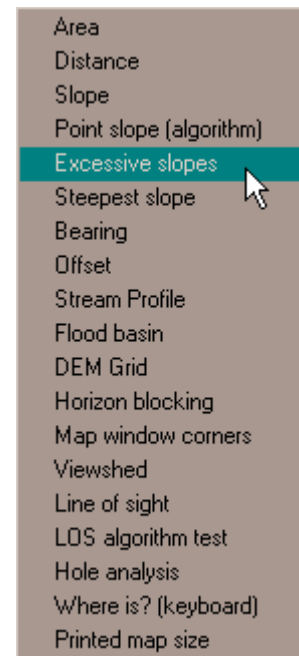 Area
Distance
Slope
Point slope (algorithm)
Excessive slopes
Steepest slope
Bearing
Offset
Stream Profile
Flood basin
DEM Grid
Horizon blocking
Map window corners
Viewshed
Line of sight
LOS algorithm test
Hole analysis
Where is? (keyboard)
Printed map size